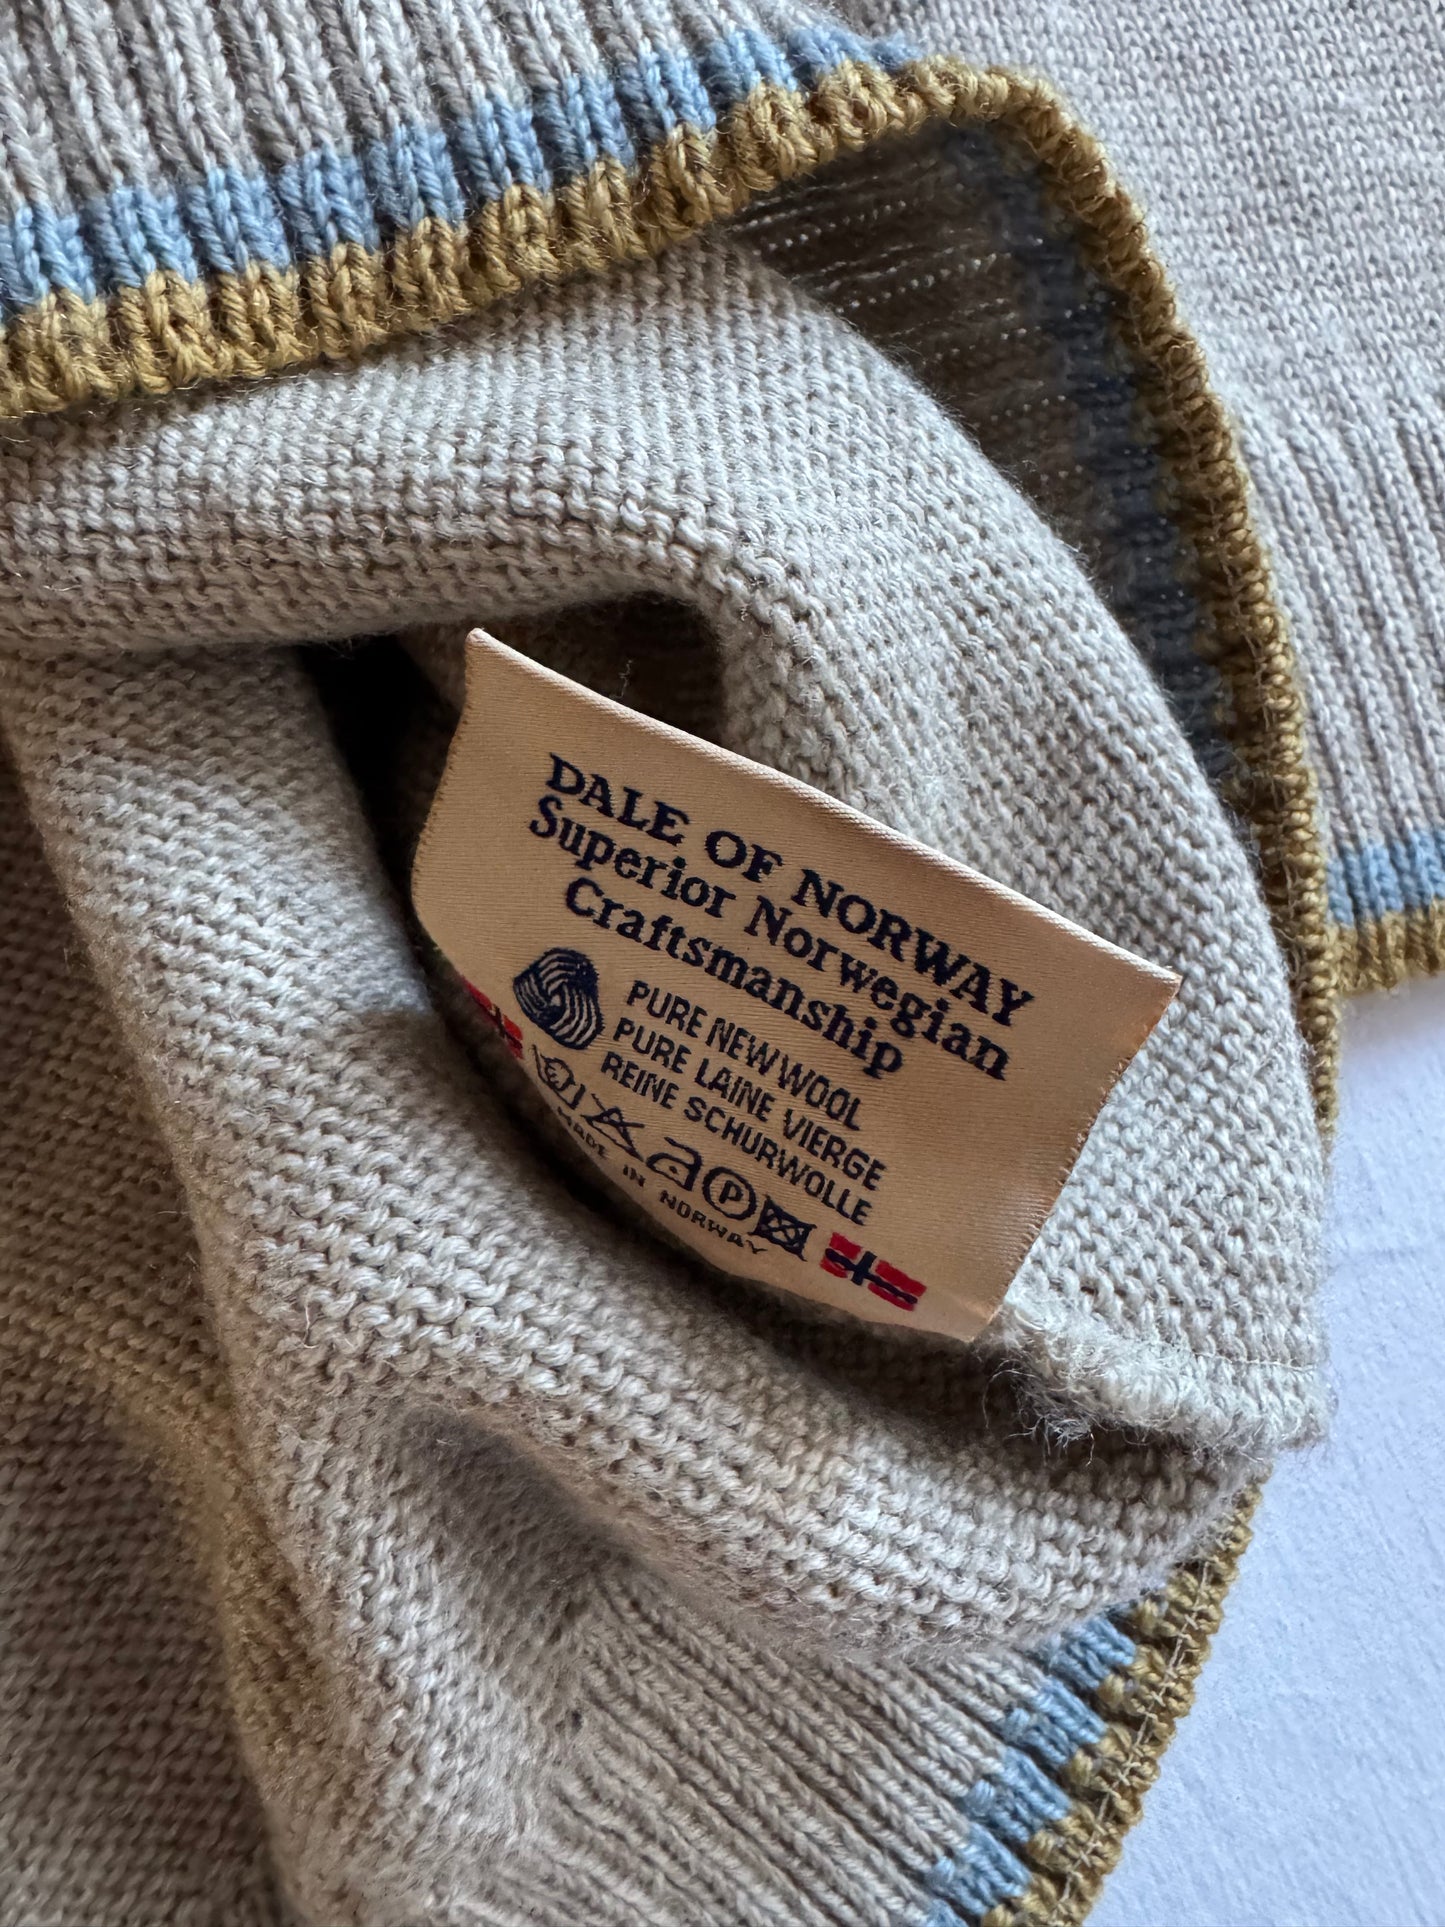 DALE OF NORWAY
Superior Norwegian
Craftsmanship
PURE NEW WOOL
PURE LAINE VIERGE
REINE SCHURWOLLE
P
MADE IN NORWAY